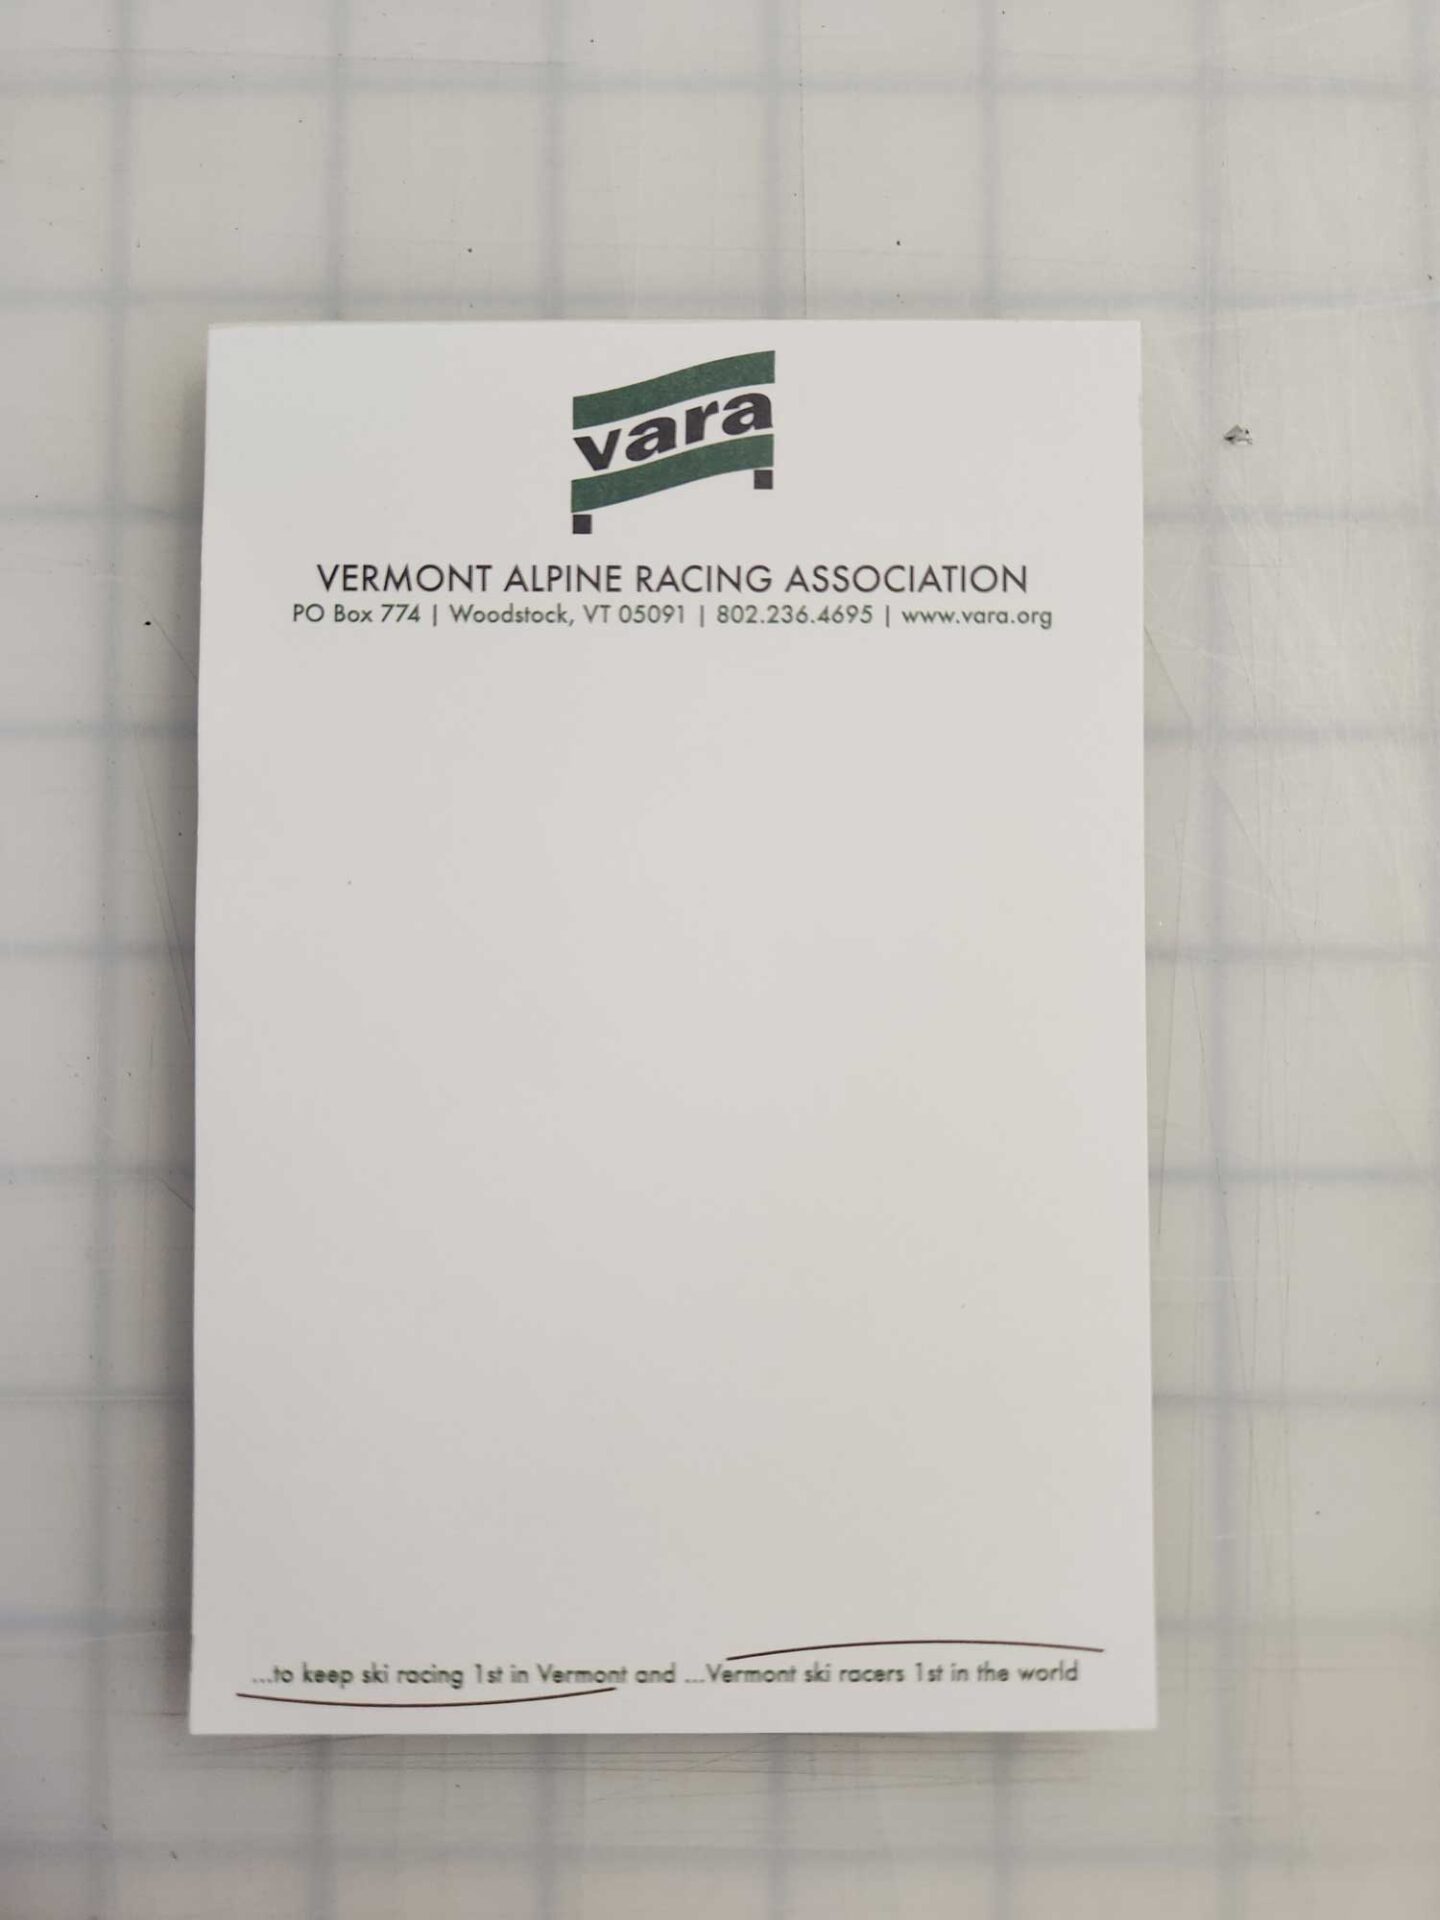 vara
VERMONT ALPINE RACING ASSOCIATION
PO Box 774 | Woodstock, VT 05091 | 802.236.4695 | www.vara.org
...to keep ski racing 1st in Vermont and ...Vermont ski racers 1st in the world